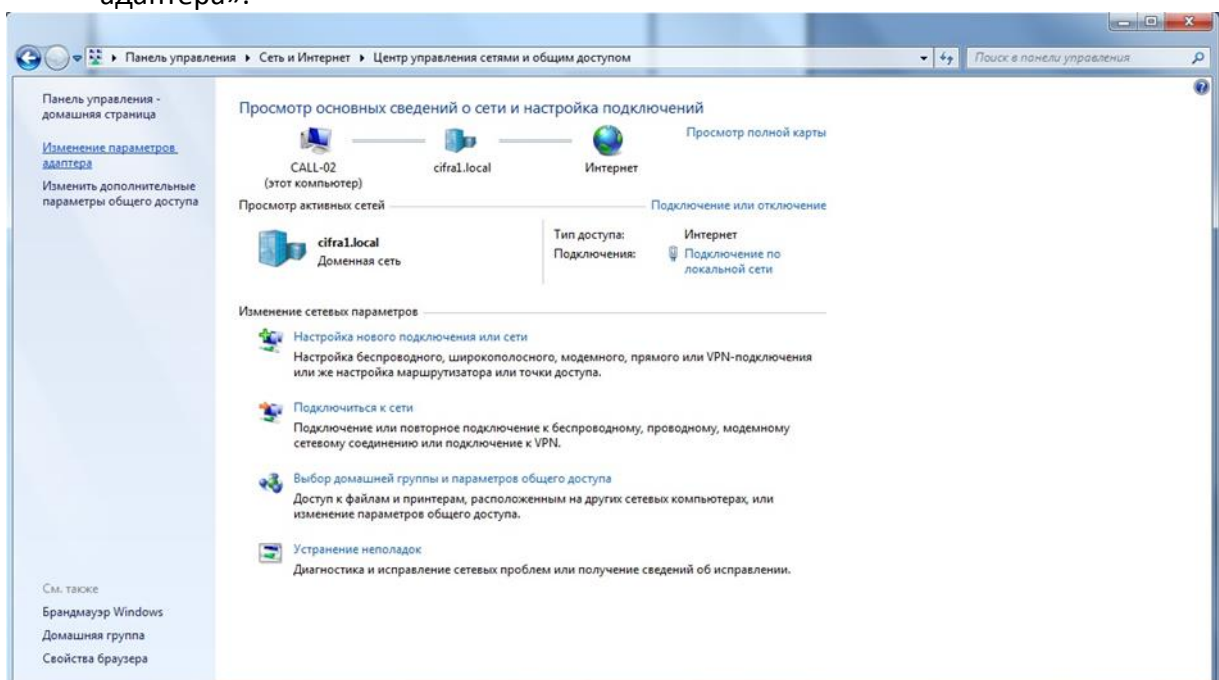 адаптера».
Панель управления ▸ Сеть и Интернет ▸ Центр управления сетями и общим доступом
Поиск в панели управления
Панель управления -
домашняя страница
Изменение параметров
адаптера
Изменить дополнительные
параметры общего доступа
Просмотр основных сведений о сети и настройка подключений
Просмотр полной карты
CALL-02
(этот компьютер)
cifra1.local
Интернет
Просмотр активных сетей
Подключение или отключение
cifra1.local
Доменная сеть
Тип доступа: Интернет
Подключения: Подключение по
локальной сети
Изменение сетевых параметров
Настройка нового подключения или сети
Настройка беспроводного, широкополосного, модемного, прямого или VPN-подключения
или же настройка маршрутизатора или точки доступа.
Подключиться к сети
Подключение или повторное подключение к беспроводному, проводному, модемному
сетевому соединению или подключение к VPN.
Выбор домашней группы и параметров общего доступа
Доступ к файлам и принтерам, расположенным на других сетевых компьютерах, или
изменение параметров общего доступа.
Устранение неполадок
Диагностика и исправление сетевых проблем или получение сведений об исправлении.
См. также
Брандмауэр Windows
Домашняя группа
Свойства браузера